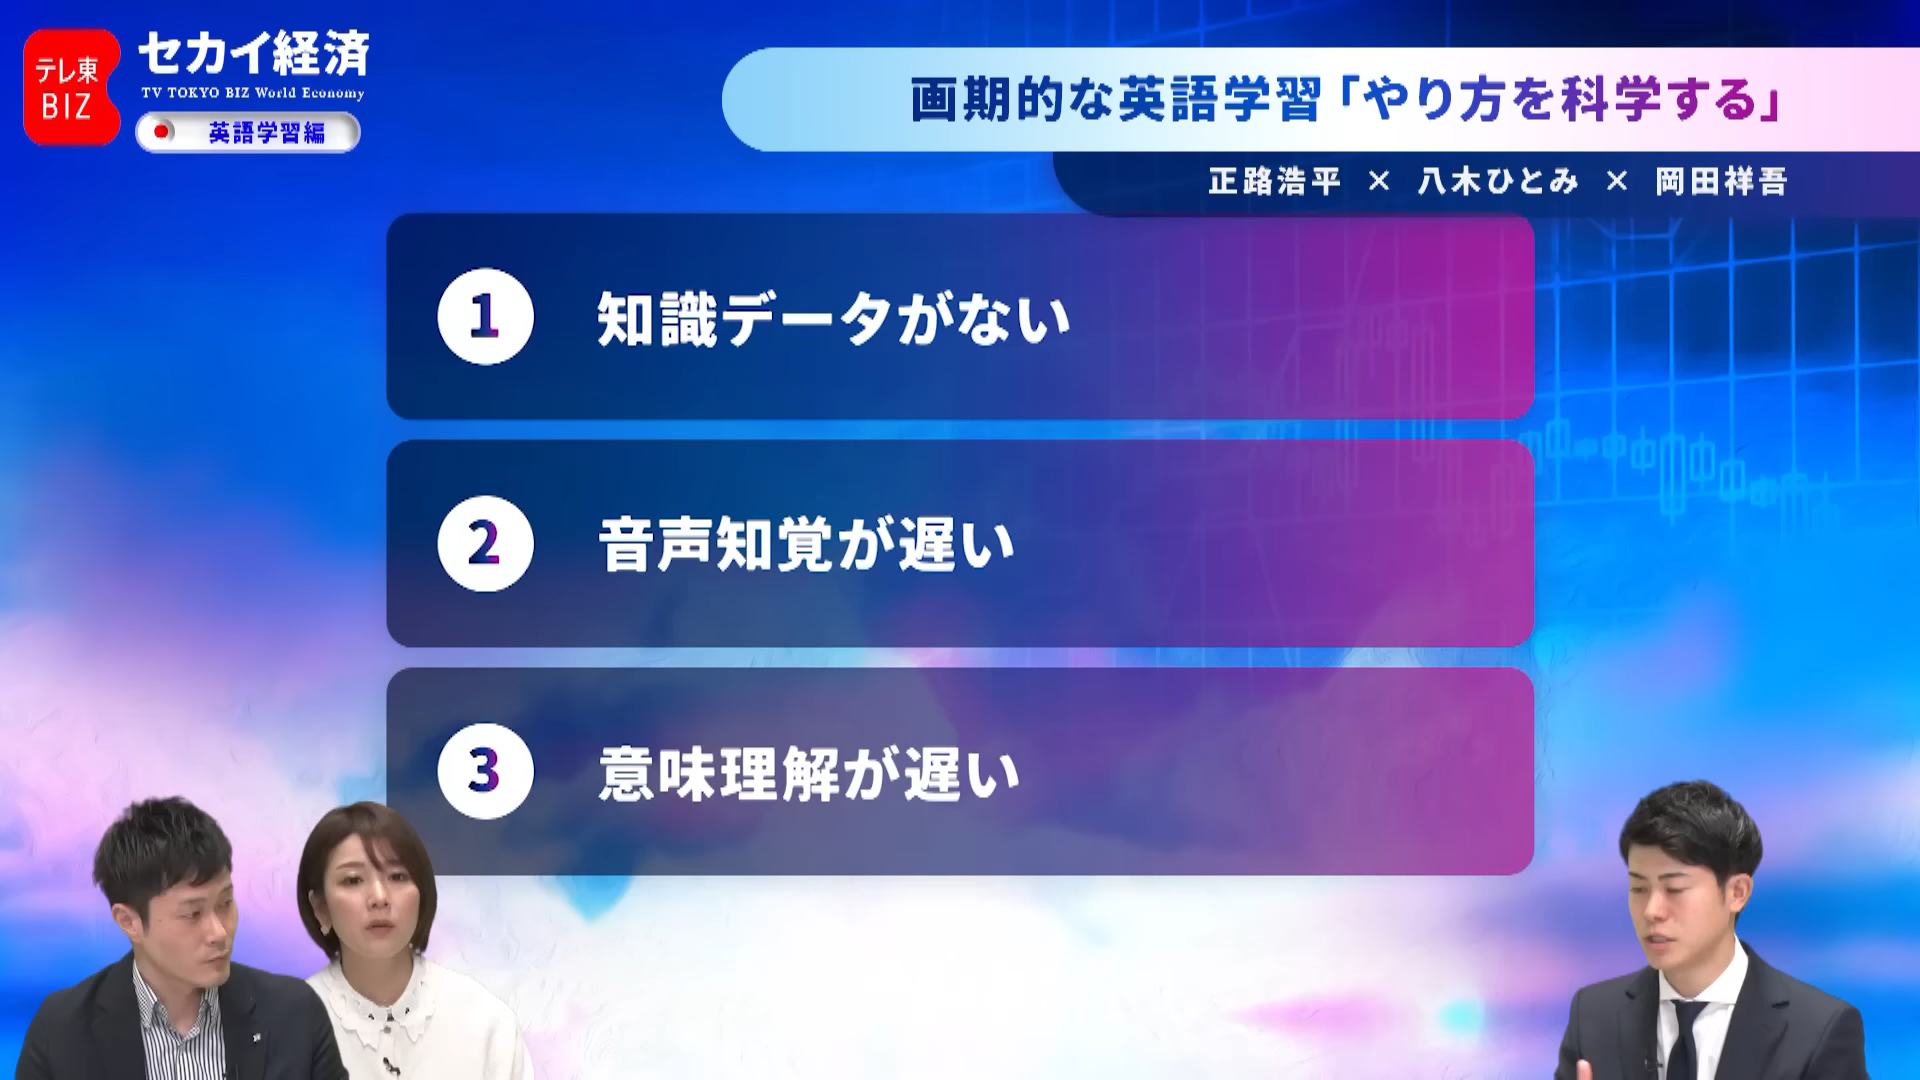 テレ東
BIZ
セカイ経済
TV TOKYO BIZ World Economy
英語学習編
画期的な英語学習「やり方を科学する」
正路浩平 × 八木ひとみ × 岡田祥吾
1 知識データがない
2 音声知覚が遅い
3 意味理解が遅い